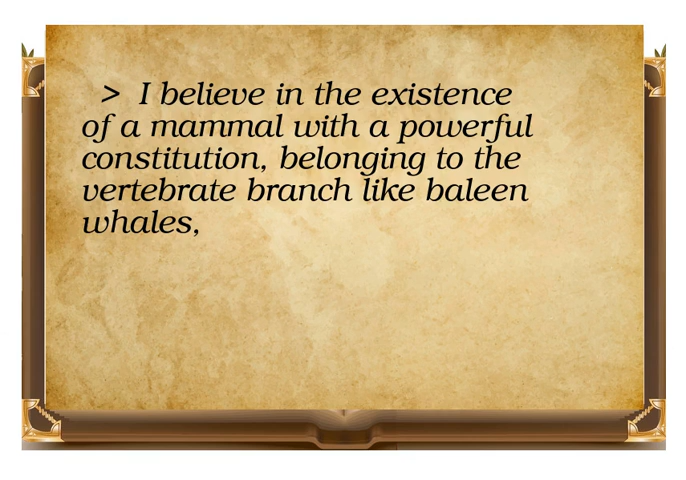 > I believe in the existence
of a mammal with a powerful
constitution, belonging to the
vertebrate branch like baleen
whales,